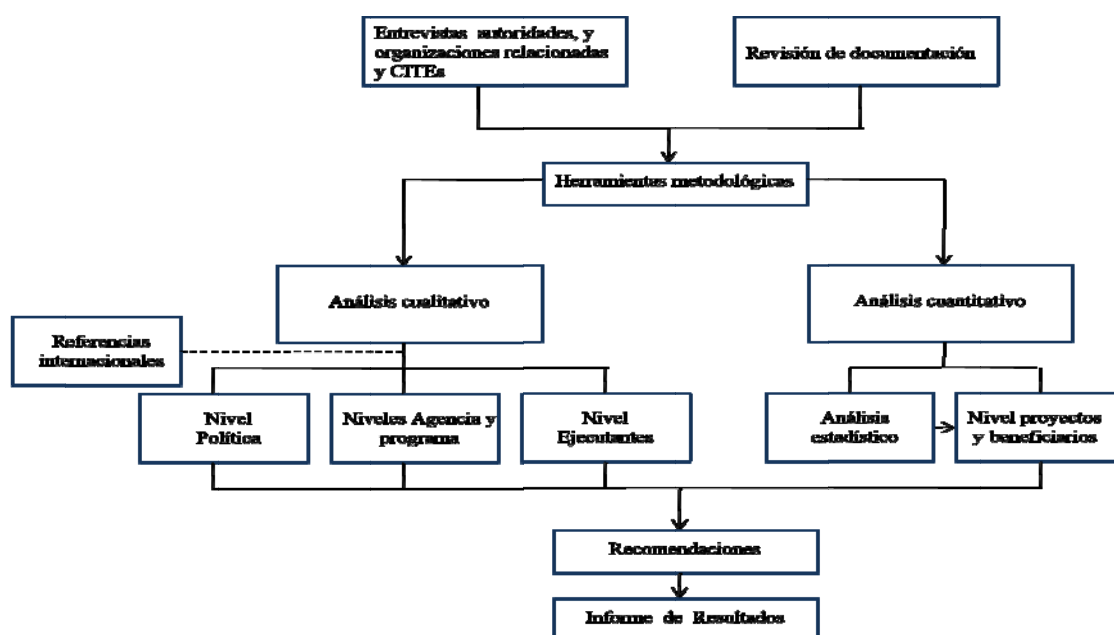 Entrevistas autoridades, y
organizaciones relacionadas
y CITEs
Revisión de documentación
Herramientas metodológicas
Análisis cualitativo
Análisis cuantitativo
Referencias
internacionales
Nivel
Política
Niveles Agencia y
programa
Nivel
Ejecutantes
Análisis
estadístico
Nivel proyectos
y beneficiarios
Recomendaciones
Informe de Resultados